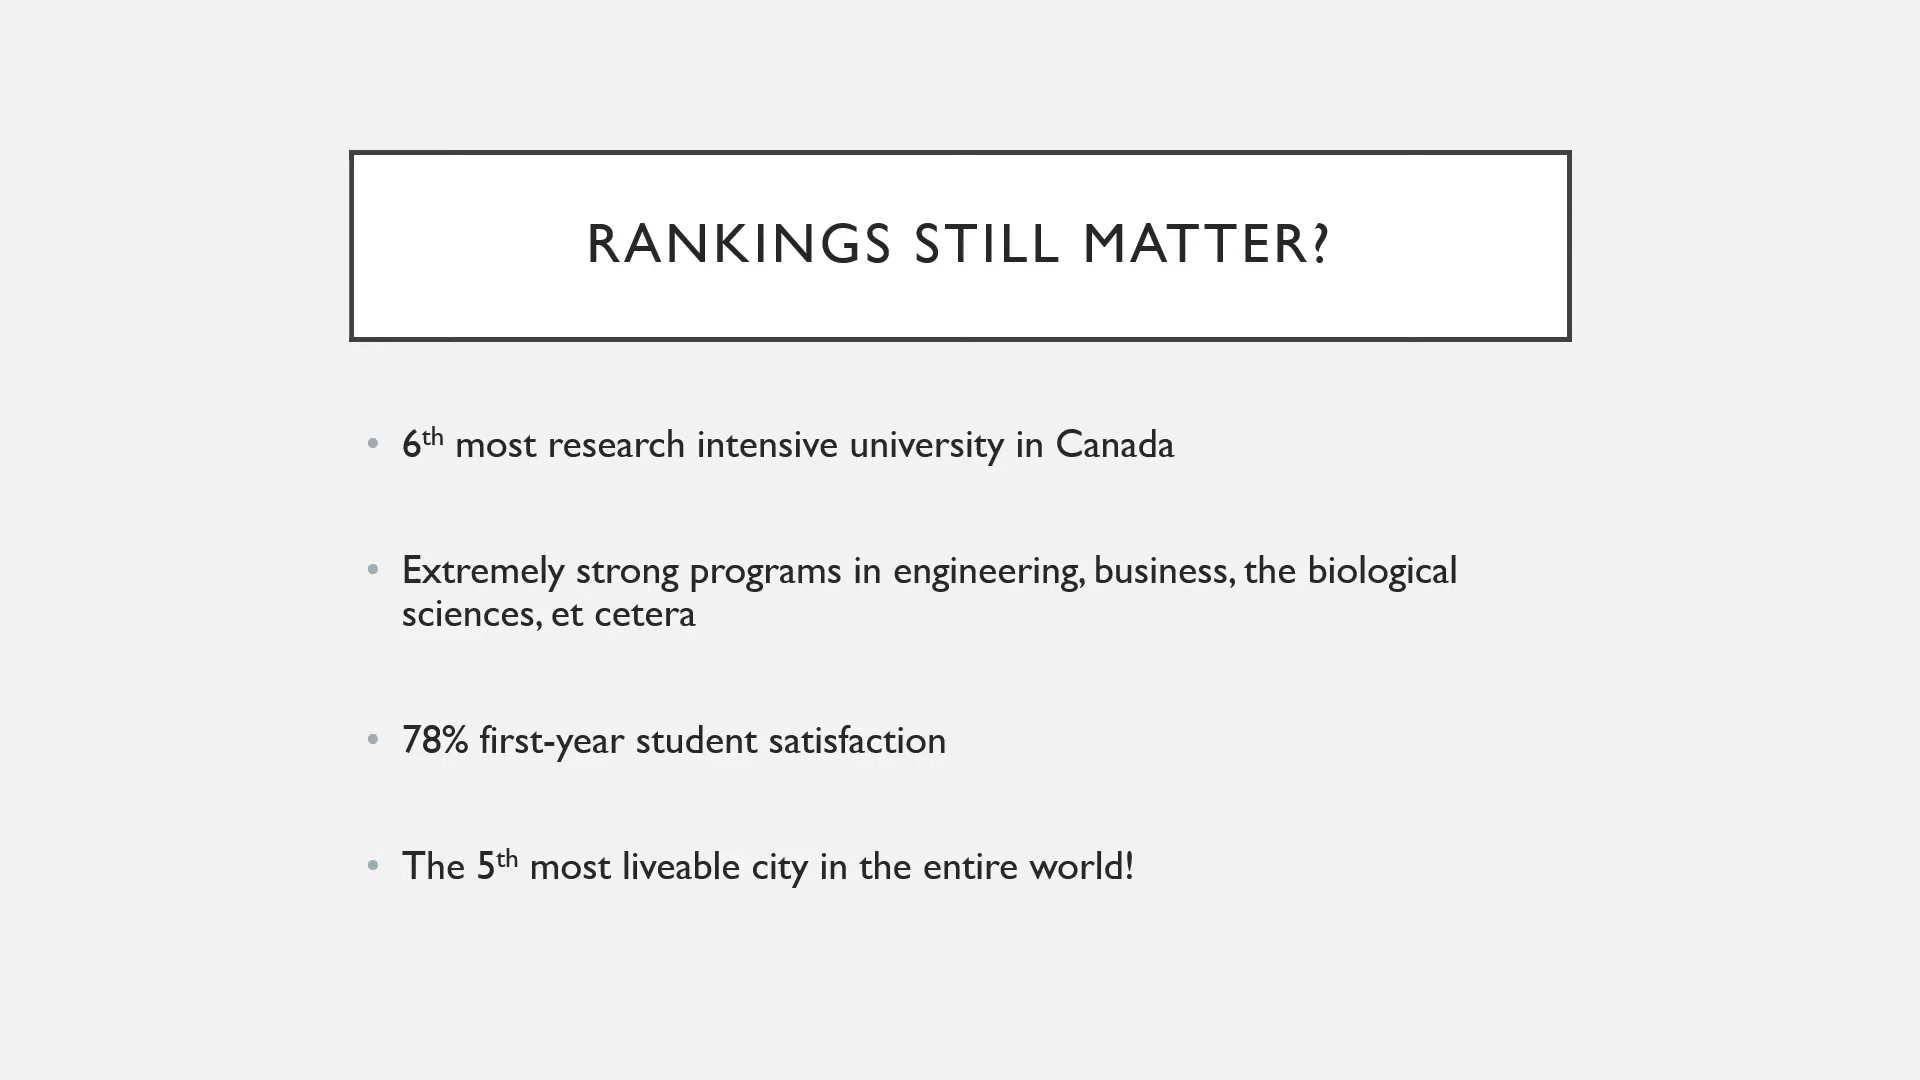 RANKINGS STILL MATTER?
• 6th most research intensive university in Canada
• Extremely strong programs in engineering, business, the biological
sciences, et cetera
• 78% first-year student satisfaction
• The 5th most liveable city in the entire world!